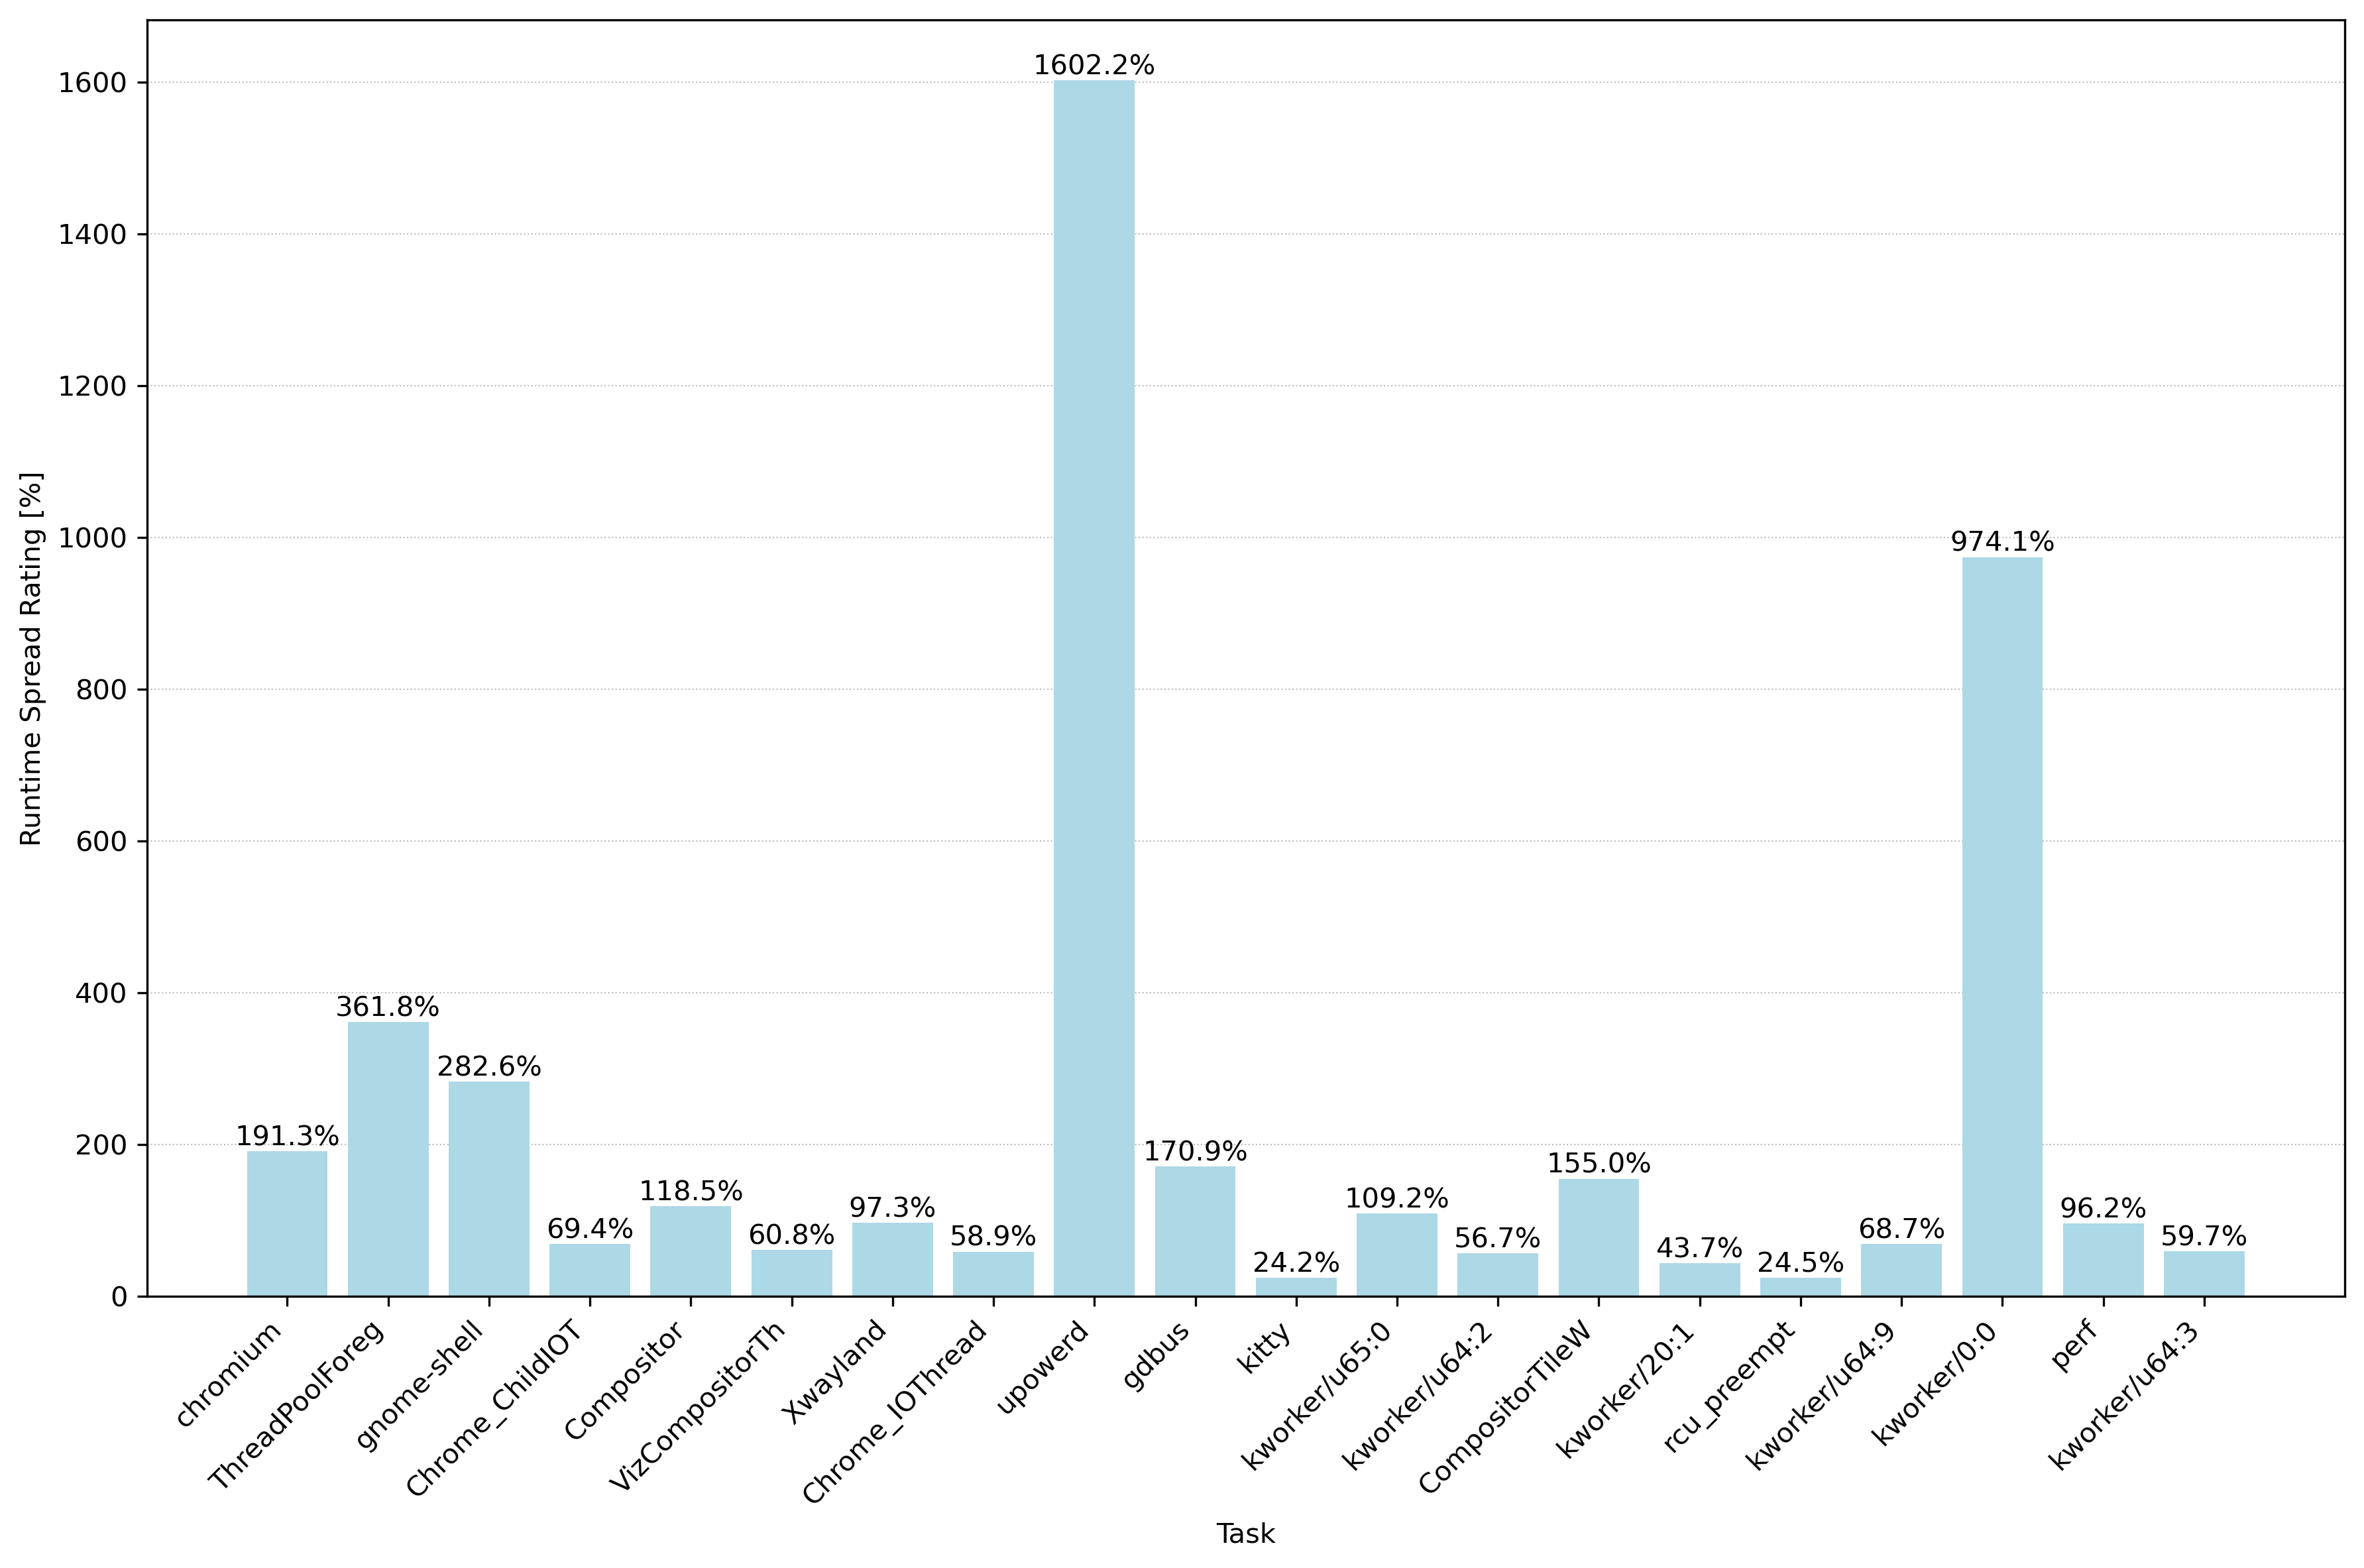 Runtime Spread Rating [%]
1600
1400
1200
1000
800
600
400
200
0
191.3%
361.8%
282.6%
69.4%
118.5%
60.8%
97.3%
58.9%
1602.2%
170.9%
24.2%
109.2%
56.7%
155.0%
43.7%
24.5%
68.7%
974.1%
96.2%
59.7%
chromium
ThreadPoolForeg
gnome-shell
Chrome_ChildIOT
Compositor
VizCompositorTh
Xwayland
Chrome_IOThread
upowerd
gdbus
kitty
kworker/u65:0
kworker/u64:2
CompositorTileW
kworker/20:1
rcu_preempt
kworker/u64:9
kworker/0:0
perf
kworker/u64:3
Task